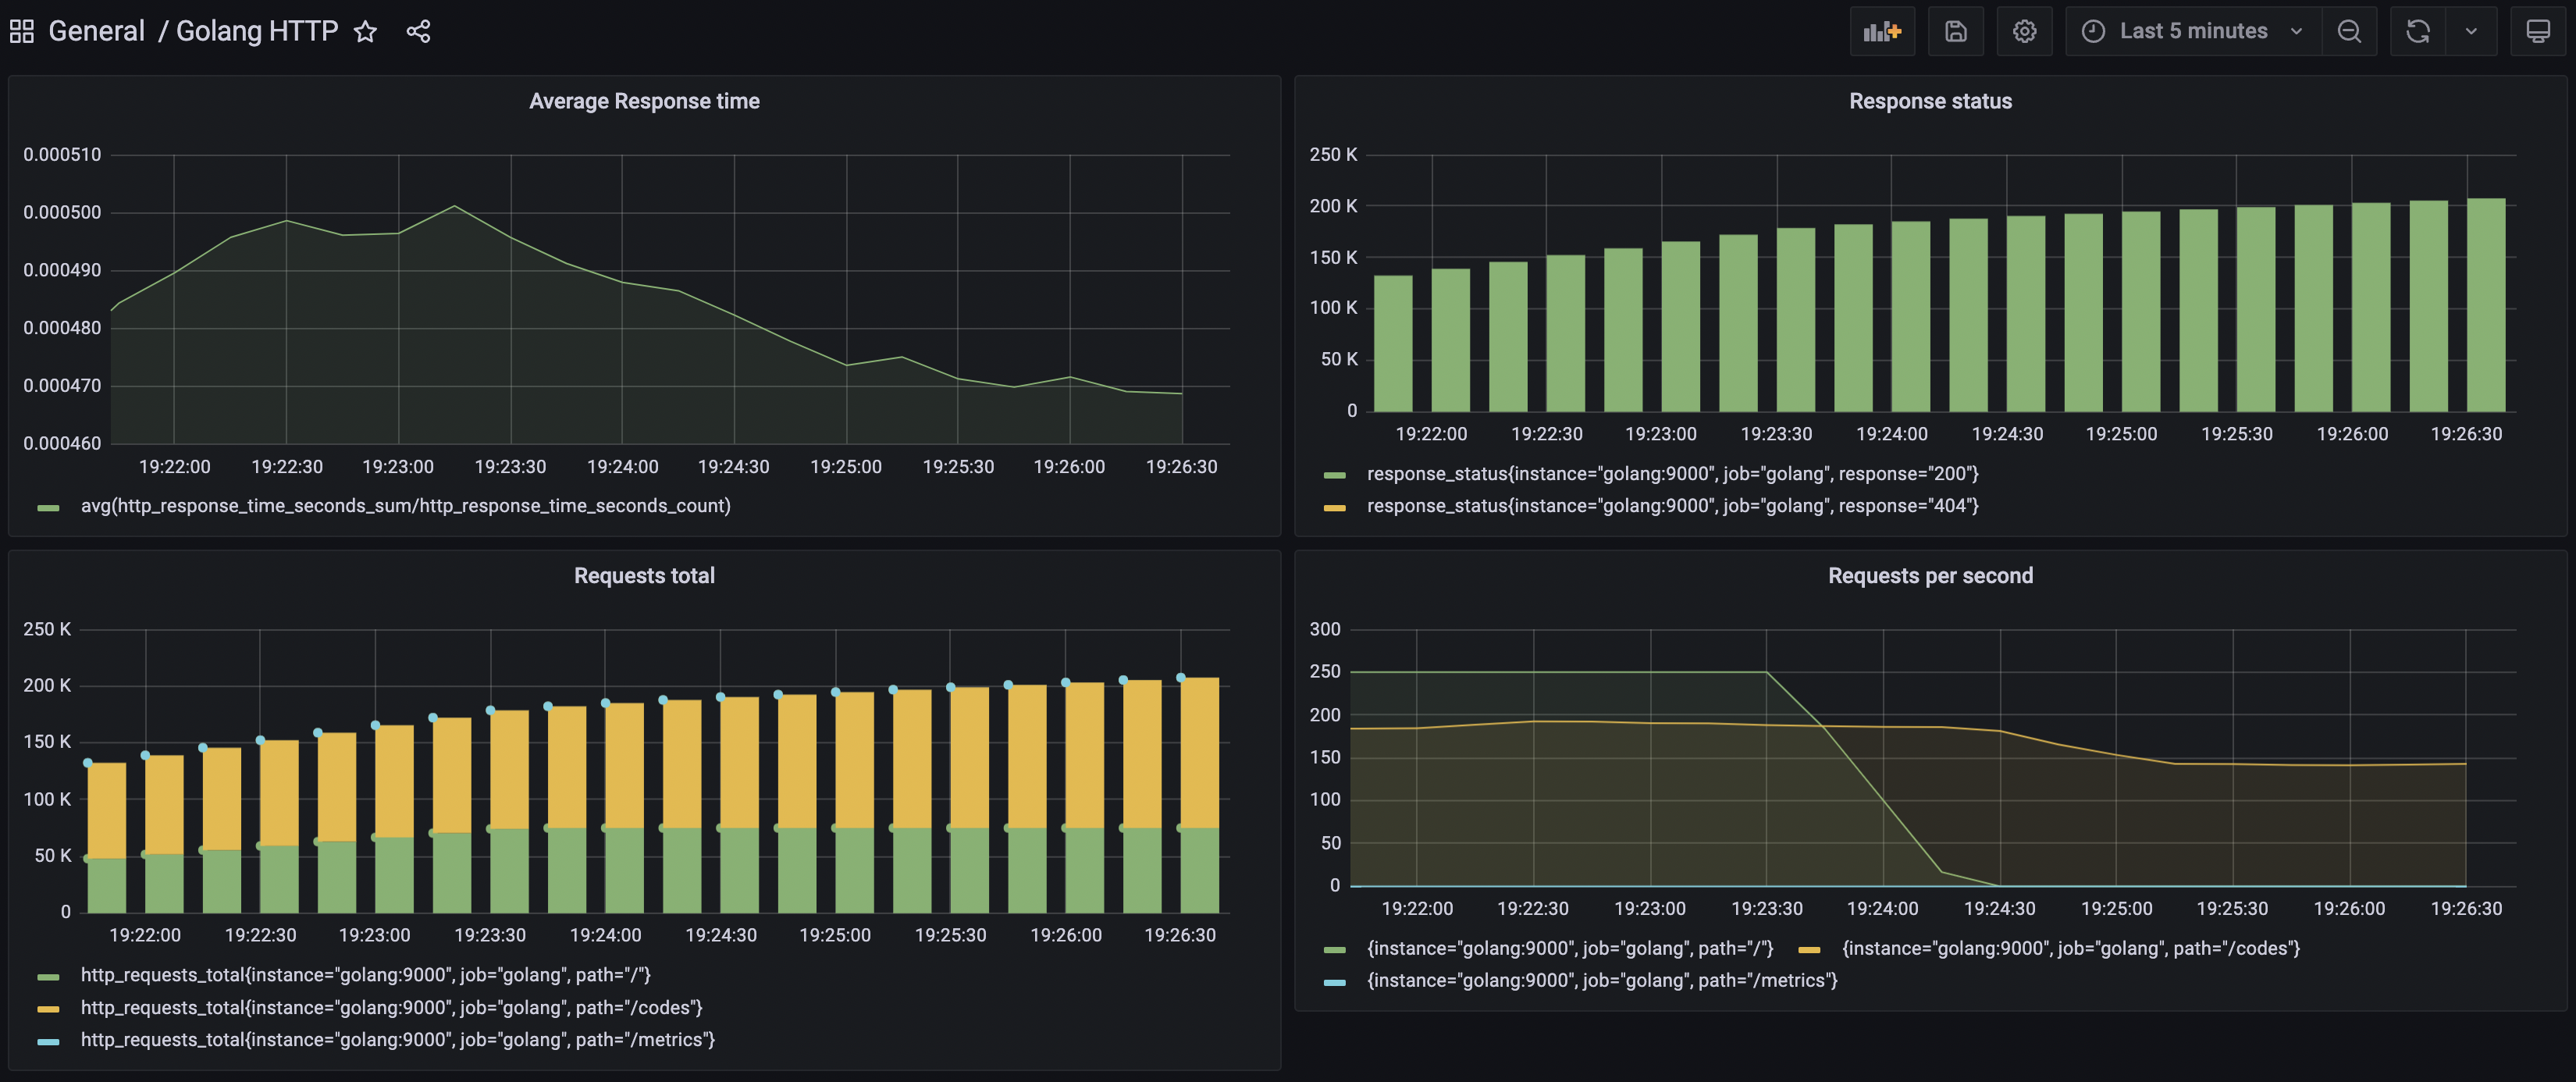 General / Golang HTTP
Last 5 minutes
Average Response time
0.000510
0.000500
0.000490
0.000480
0.000470
0.000460
19:22:00 19:22:30 19:23:00 19:23:30 19:24:00 19:24:30 19:25:00 19:25:30 19:26:00 19:26:30
avg(http_response_time_seconds_sum/http_response_time_seconds_count)
Response status
250 K
200 K
150 K
100 K
50 K
0
19:22:00 19:22:30 19:23:00 19:23:30 19:24:00 19:24:30 19:25:00 19:25:30 19:26:00 19:26:30
response_status{instance="golang:9000", job="golang", response="200"}
response_status{instance="golang:9000", job="golang", response="404"}
Requests total
250 K
200 K
150 K
100 K
50 K
0
19:22:00 19:22:30 19:23:00 19:23:30 19:24:00 19:24:30 19:25:00 19:25:30 19:26:00 19:26:30
http_requests_total{instance="golang:9000", job="golang", path="/"}
http_requests_total{instance="golang:9000", job="golang", path="/codes"}
http_requests_total{instance="golang:9000", job="golang", path="/metrics"}
Requests per second
300
250
200
150
100
50
0
19:22:00 19:22:30 19:23:00 19:23:30 19:24:00 19:24:30 19:25:00 19:25:30 19:26:00 19:26:30
{instance="golang:9000", job="golang", path="/"} {instance="golang:9000", job="golang", path="/codes"}
{instance="golang:9000", job="golang", path="/metrics"}